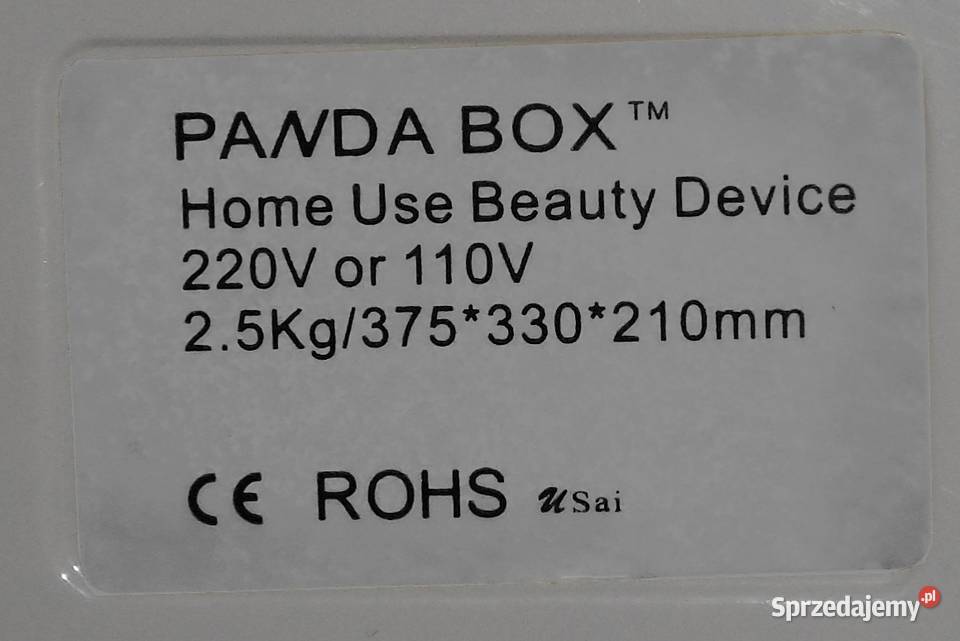 PANDA BOX™
Home Use Beauty Device
220V or 110V
2.5Kg/375*330*210mm
CE ROHS uSai
Sprzedajemy.pl